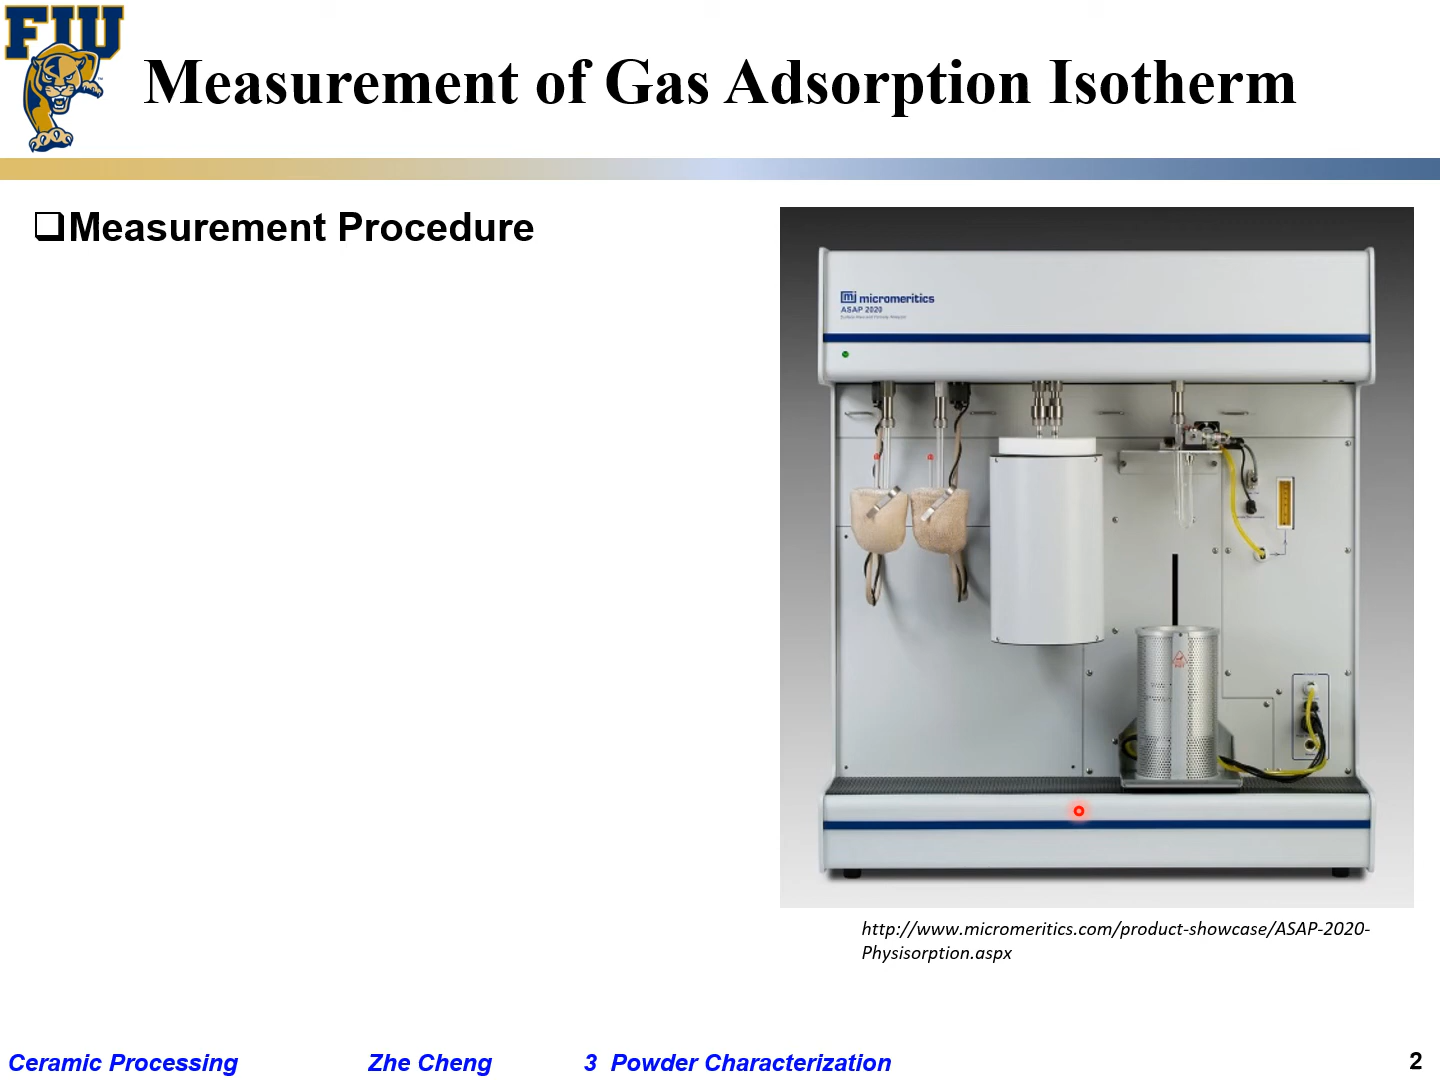 FIU
Measurement of Gas Adsorption Isotherm
Measurement Procedure
micromeritics
ASAP 2020
http://www.micromeritics.com/product-showcase/ASAP-2020-
Physisorption.aspx
Ceramic Processing Zhe Cheng 3 Powder Characterization 2